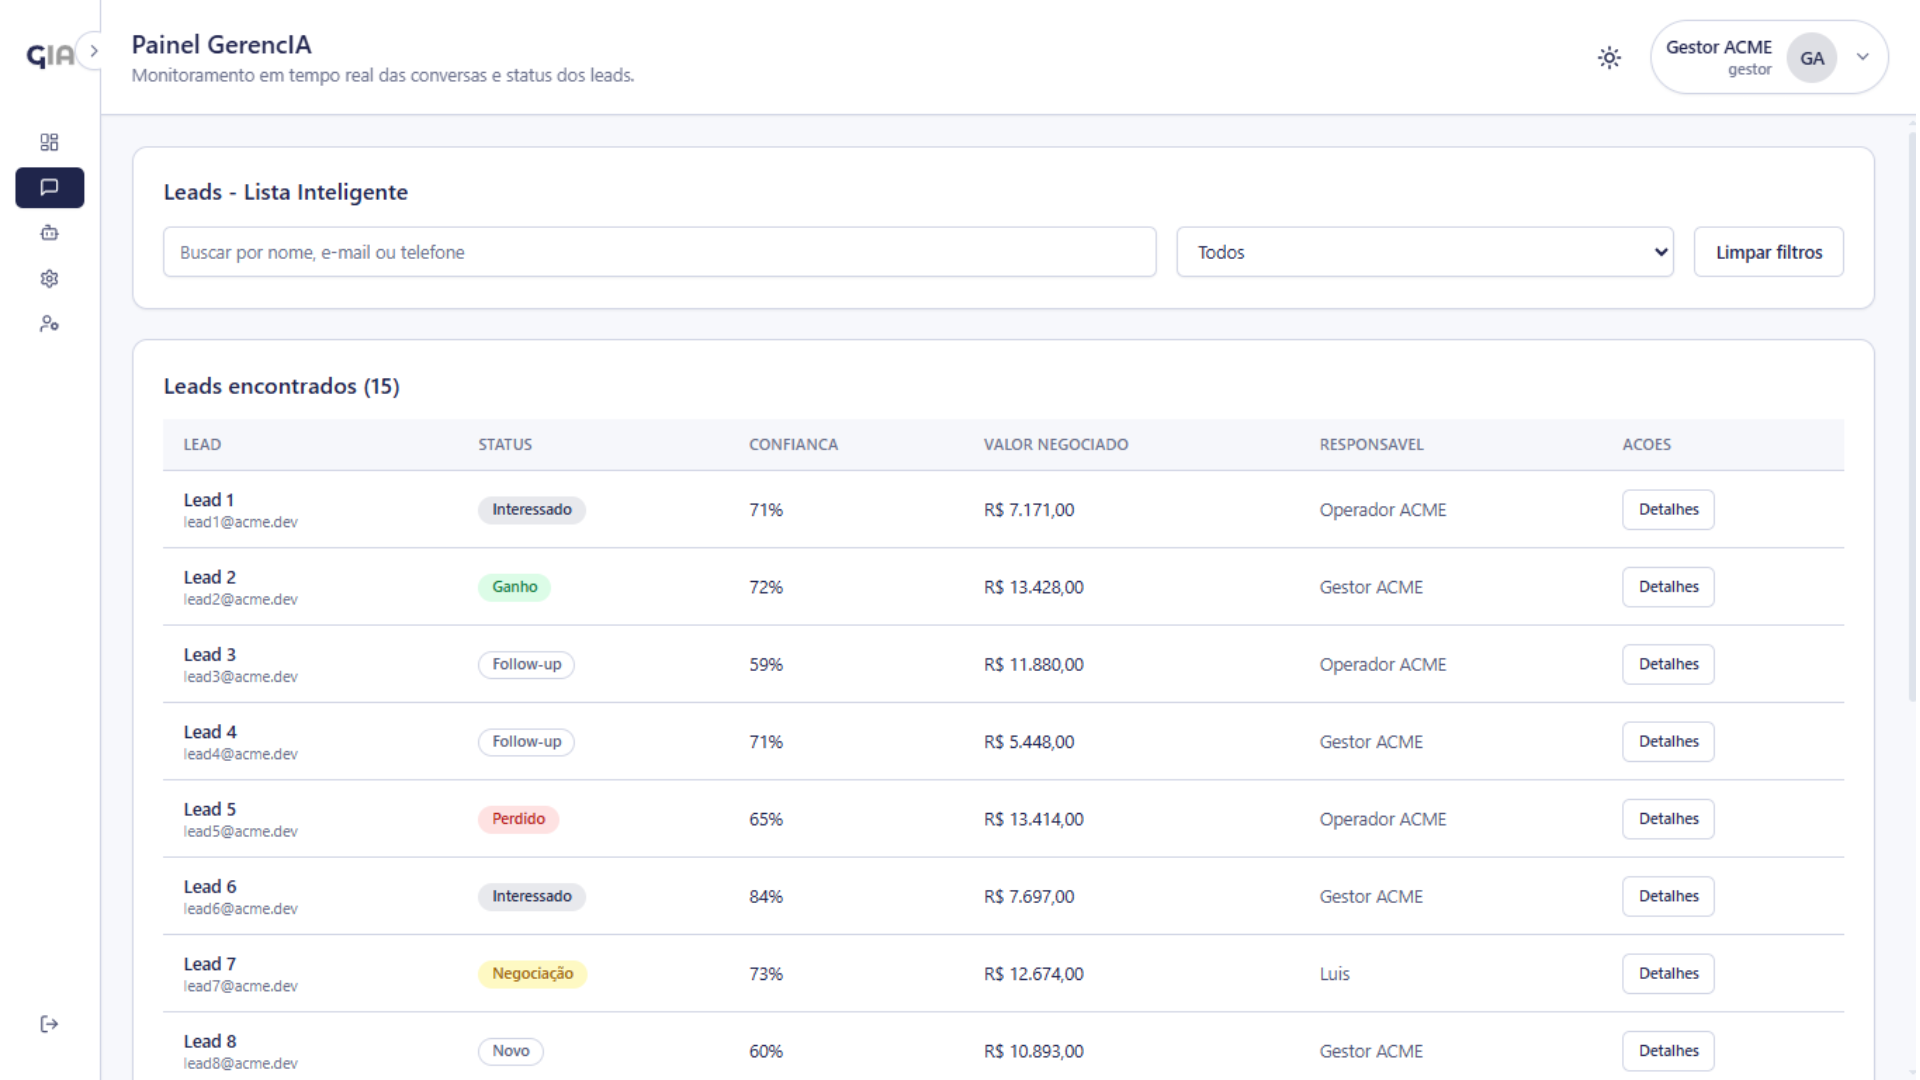 GIA
Painel GerencIA
Monitoramento em tempo real das conversas e status dos leads.
Gestor ACME
gestor
GA
Leads - Lista Inteligente
Buscar por nome, e-mail ou telefone
Todos
Limpar filtros
Leads encontrados (15)
LEAD STATUS CONFIANCA VALOR NEGOCIADO RESPONSAVEL ACOES
Lead 1
lead1@acme.dev
Interessado 71% R$ 7.171,00 Operador ACME Detalhes
Lead 2
lead2@acme.dev
Ganho 72% R$ 13.428,00 Gestor ACME Detalhes
Lead 3
lead3@acme.dev
Follow-up 59% R$ 11.880,00 Operador ACME Detalhes
Lead 4
lead4@acme.dev
Follow-up 71% R$ 5.448,00 Gestor ACME Detalhes
Lead 5
lead5@acme.dev
Perdido 65% R$ 13.414,00 Operador ACME Detalhes
Lead 6
lead6@acme.dev
Interessado 84% R$ 7.697,00 Gestor ACME Detalhes
Lead 7
lead7@acme.dev
Negociação 73% R$ 12.674,00 Luis Detalhes
Lead 8
lead8@acme.dev
Novo 60% R$ 10.893,00 Gestor ACME Detalhes